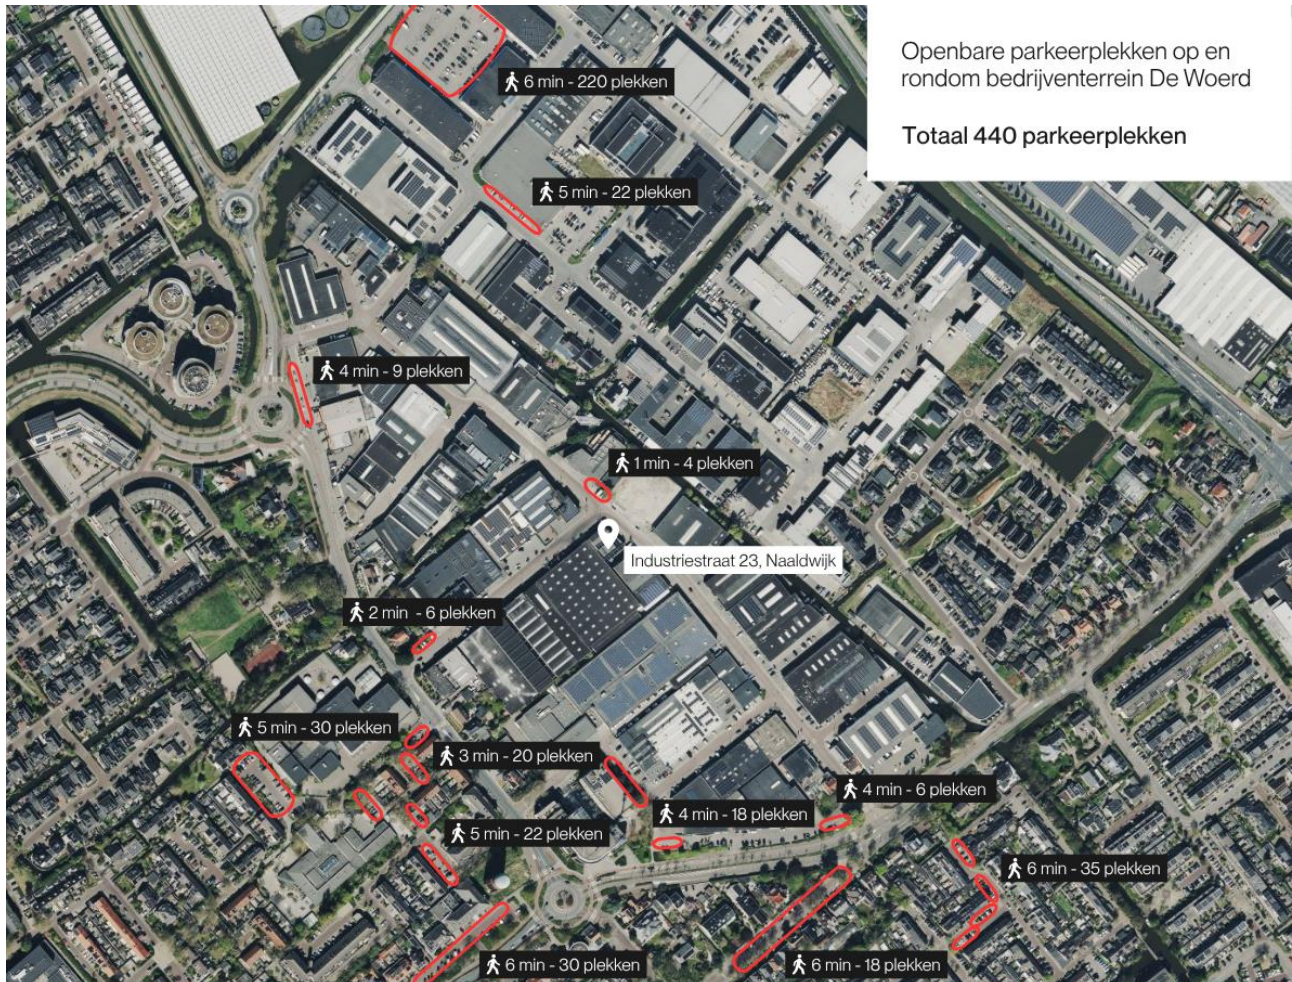 Openbare parkeerplekken op en
rondom bedrijventerrein De Woerd
Totaal 440 parkeerplekken
6 min - 220 plekken
5 min - 22 plekken
4 min - 9 plekken
1 min - 4 plekken
Industriestraat 23, Naaldwijk
2 min - 6 plekken
5 min - 30 plekken
3 min - 20 plekken
4 min - 6 plekken
4 min - 18 plekken
5 min - 22 plekken
6 min - 35 plekken
6 min - 30 plekken
6 min - 18 plekken